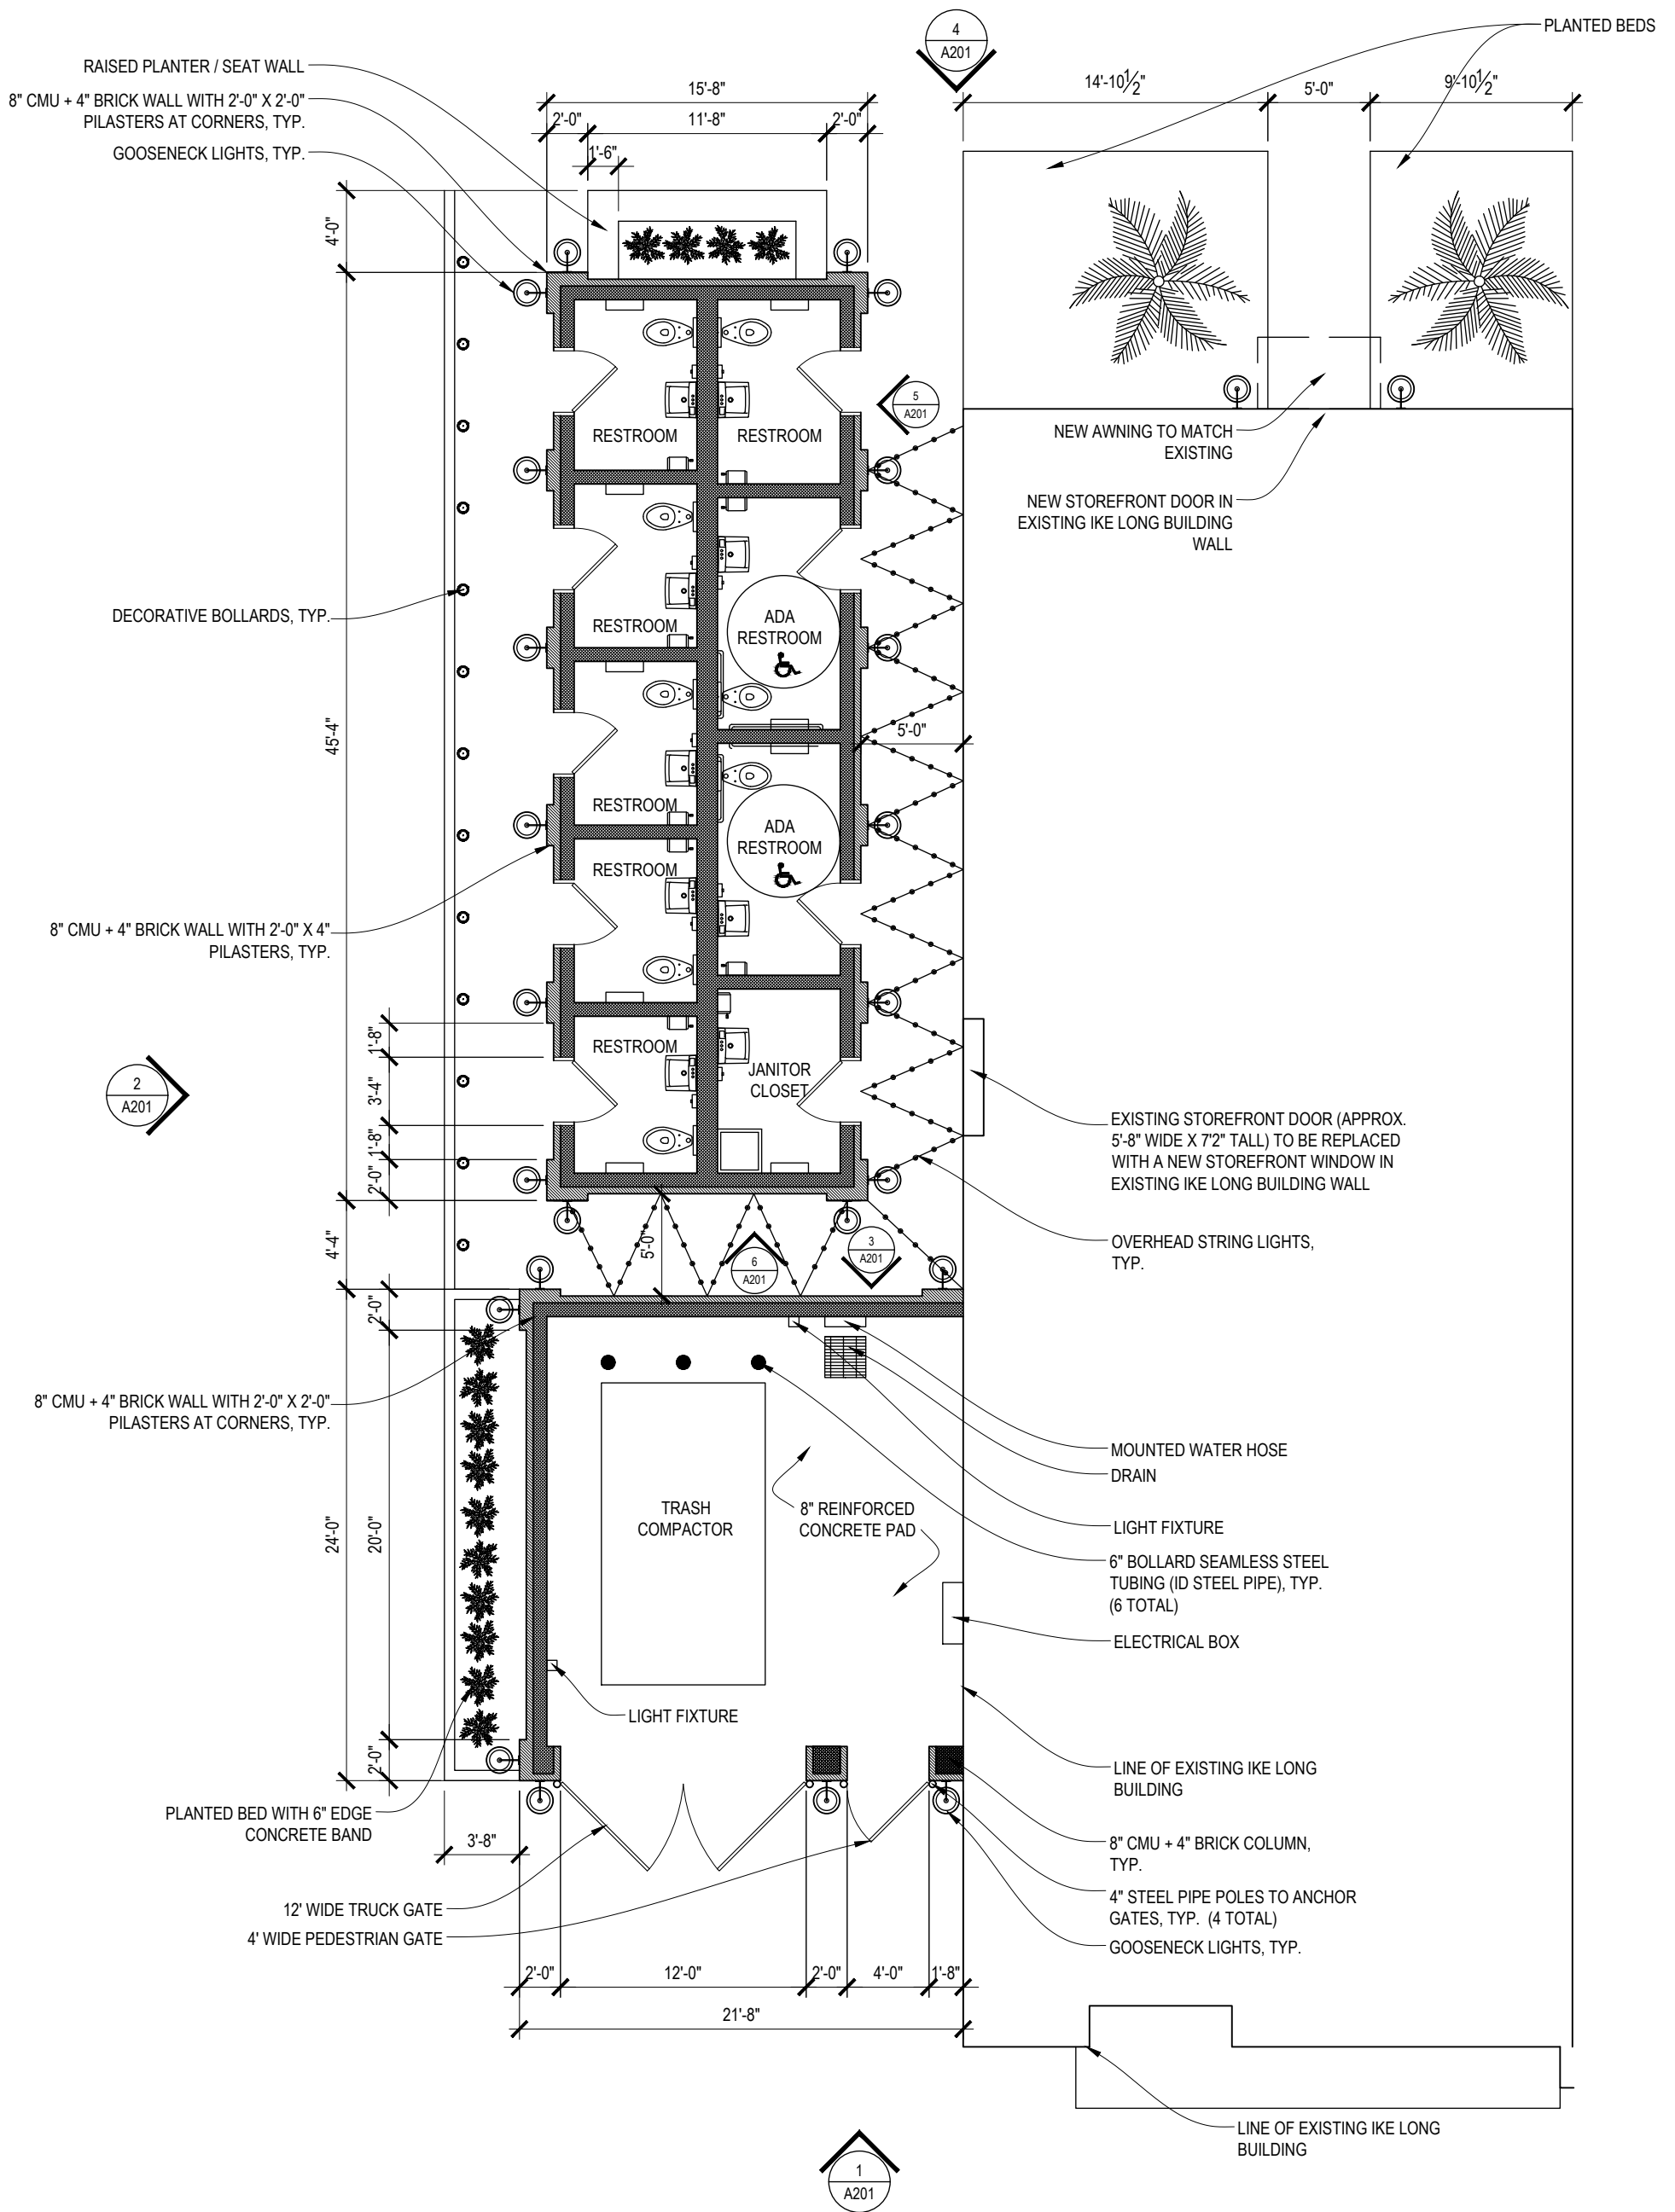 4
A201
PLANTED BEDS
RAISED PLANTER / SEAT WALL
8" CMU + 4" BRICK WALL WITH 2'-0" X 2'-0"
PILASTERS AT CORNERS, TYP.
GOOSENECK LIGHTS, TYP.
15'-8"
2'-0"
11'-8"
2'-0"
1'-6"
14'-10½"
5'-0"
9'-10½"
4'-0"
5
A201
RESTROOM
RESTROOM
NEW AWNING TO MATCH
EXISTING
NEW STOREFRONT DOOR IN
EXISTING IKE LONG BUILDING
WALL
DECORATIVE BOLLARDS, TYP.
RESTROOM
ADA
RESTROOM
45'-4"
5'-0"
RESTROOM
ADA
RESTROOM
RESTROOM
8" CMU + 4" BRICK WALL WITH 2'-0" X 4"
PILASTERS, TYP.
1'-8"
3'-4"
1'-8"
2'-0"
RESTROOM
JANITOR
CLOSET
2
A201
EXISTING STOREFRONT DOOR (APPROX.
5'-8" WIDE X 7'2" TALL) TO BE REPLACED
WITH A NEW STOREFRONT WINDOW IN
EXISTING IKE LONG BUILDING WALL
4'-4"
5'-0"
6
A201
3
A201
OVERHEAD STRING LIGHTS,
TYP.
2'-0"
8" CMU + 4" BRICK WALL WITH 2'-0" X 2'-0"
PILASTERS AT CORNERS, TYP.
MOUNTED WATER HOSE
DRAIN
24'-0"
20'-0"
TRASH
COMPACTOR
8" REINFORCED
CONCRETE PAD
LIGHT FIXTURE
6" BOLLARD SEAMLESS STEEL
TUBING (ID STEEL PIPE), TYP.
(6 TOTAL)
ELECTRICAL BOX
LIGHT FIXTURE
2'-0"
LINE OF EXISTING IKE LONG
BUILDING
PLANTED BED WITH 6" EDGE
CONCRETE BAND
3'-8"
8" CMU + 4" BRICK COLUMN,
TYP.
12' WIDE TRUCK GATE
4' WIDE PEDESTRIAN GATE
4" STEEL PIPE POLES TO ANCHOR
GATES, TYP. (4 TOTAL)
GOOSENECK LIGHTS, TYP.
2'-0"
12'-0"
2'-0"
4'-0"
1'-8"
21'-8"
LINE OF EXISTING IKE LONG
BUILDING
1
A201